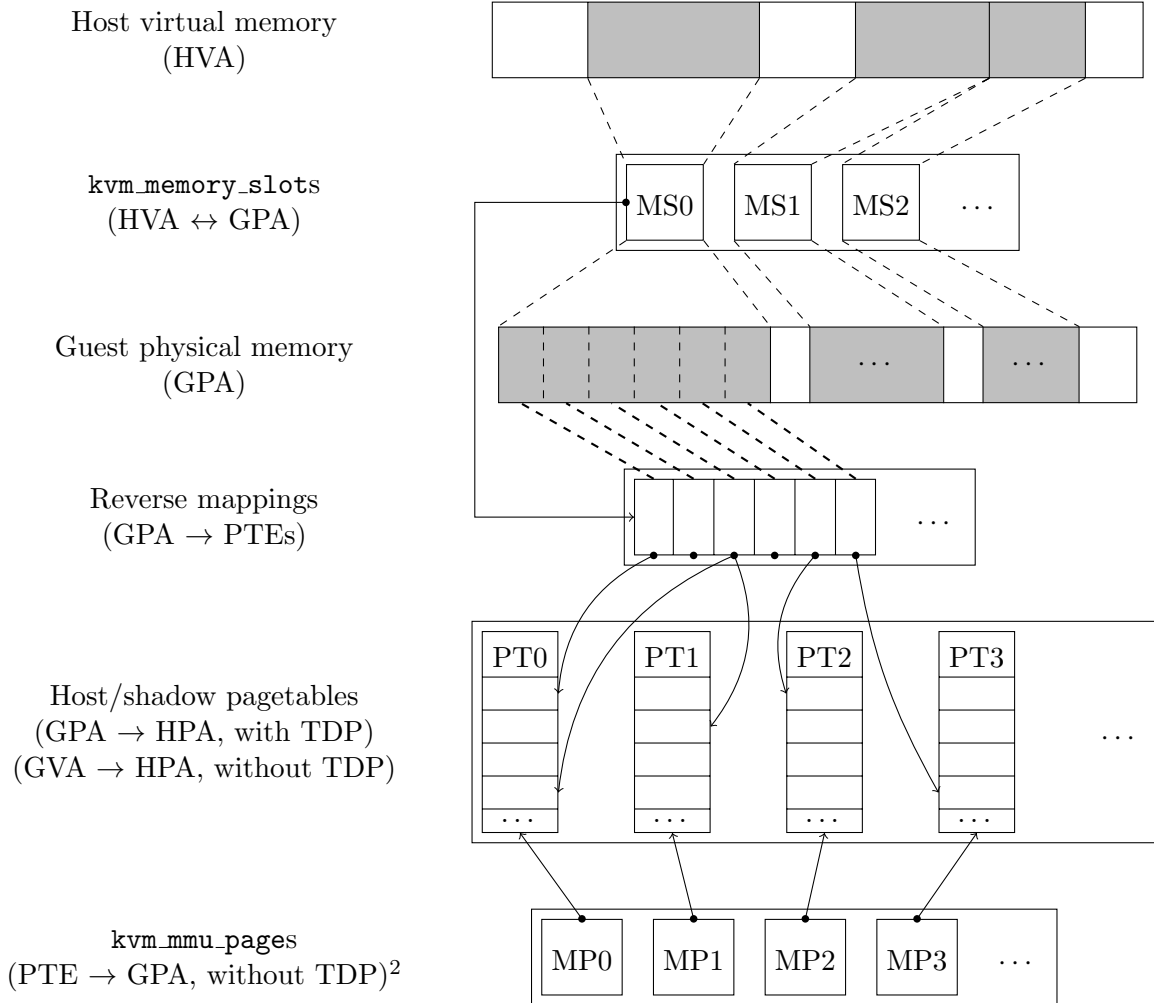 Host virtual memory
(HVA)
kvm_memory_slots
(HVA ↔ GPA)
MS0 MS1 MS2 ...
Guest physical memory
(GPA)
... ...
Reverse mappings
(GPA → PTEs)
...
PT0 PT1 PT2 PT3
Host/shadow pagetables
(GPA → HPA, with TDP)
(GVA → HPA, without TDP)
...
... ... ... ...
kvm_mmu_pages
(PTE → GPA, without TDP)²
MP0 MP1 MP2 MP3 ...